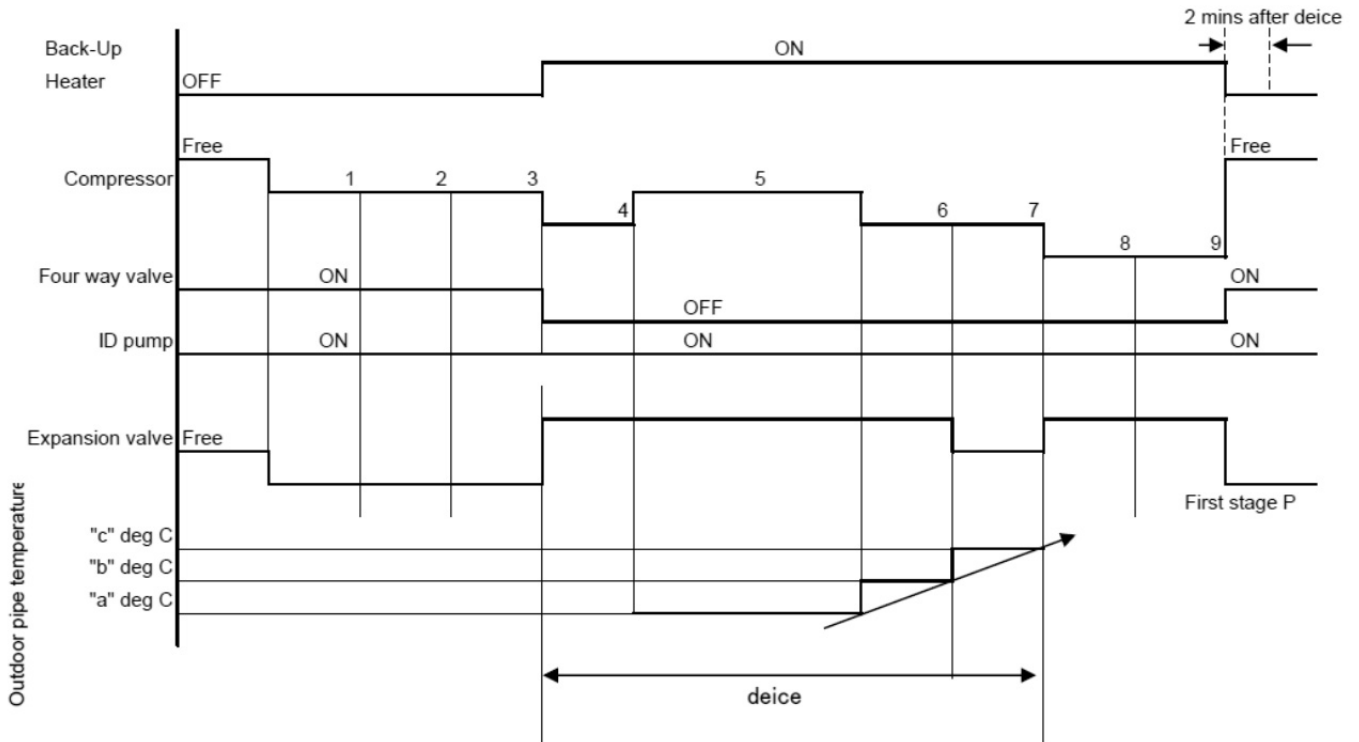 2 mins after deice
Back-Up
Heater
OFF
ON
Free
Free
Compressor
1
2
3
4
5
6
7
8
9
Four way valve
ON
OFF
ON
ID pump
ON
ON
ON
Expansion valve
Free
First stage P
Outdoor pipe temperature
"c" deg C
"b" deg C
"a" deg C
deice